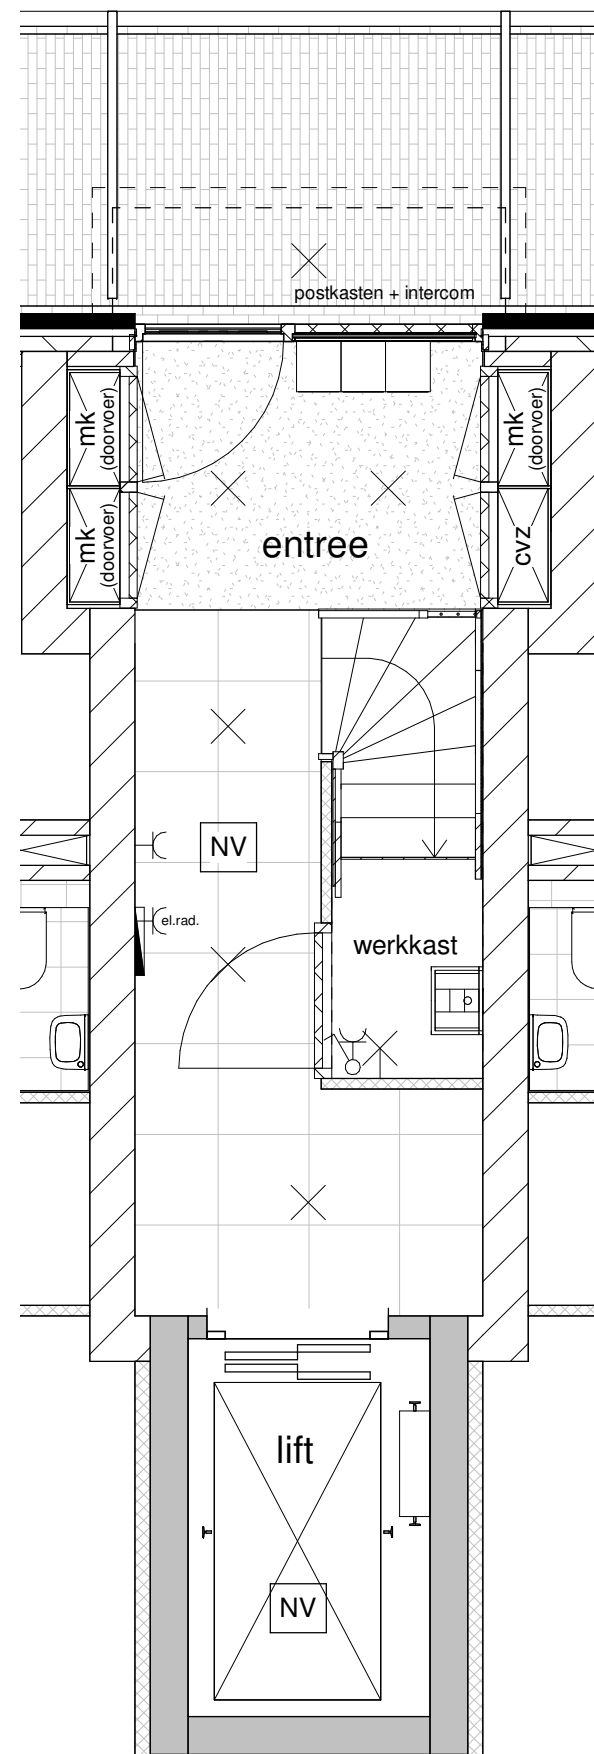 postkasten + intercom
mk
(doorvoer)
mk
(doorvoer)
mk
(doorvoer)
cvz
entree
NV
el.rad.
werkkast
lift
NV